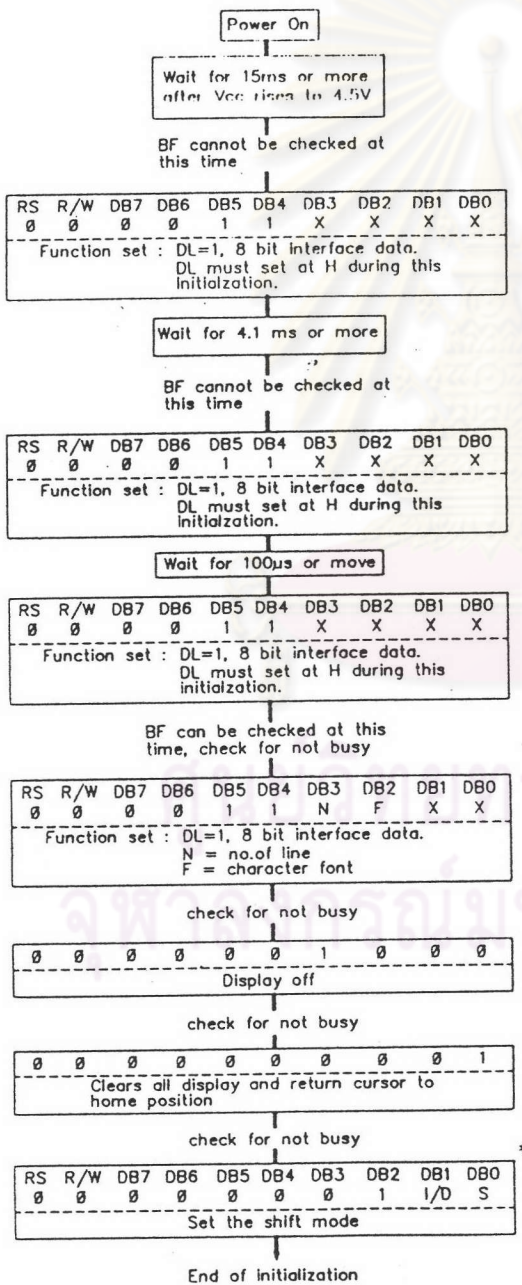 Power On
Wait for 15ms or more
after Vcc rises to 4.5V
BF cannot be checked at
this time
RS R/W DB7 DB6 DB5 DB4 DB3 DB2 DB1 DB0
Ø Ø Ø Ø 1 1 X X X X
Function set : DL=1, 8 bit interface data.
DL must set at H during this
initialzation.
Wait for 4.1 ms or more
BF cannot be checked at
this time
RS R/W DB7 DB6 DB5 DB4 DB3 DB2 DB1 DB0
Ø Ø Ø Ø 1 1 X X X X
Function set : DL=1, 8 bit interface data.
DL must set at H during this
initialzation.
Wait for 100µs or move
RS R/W DB7 DB6 DB5 DB4 DB3 DB2 DB1 DB0
Ø Ø Ø Ø 1 1 X X X X
Function set : DL=1, 8 bit interface data.
DL must set at H during this
initialzation.
BF can be checked at this
time, check for not busy
RS R/W DB7 DB6 DB5 DB4 DB3 DB2 DB1 DB0
Ø Ø Ø Ø 1 1 N F X X
Function set : DL=1, 8 bit interface data.
N = no.of line
F = character font
check for not busy
Ø Ø Ø Ø Ø Ø 1 Ø Ø Ø
Display off
check for not busy
Ø Ø Ø Ø Ø Ø Ø Ø Ø 1
Clears all display and return cursor to
home position
check for not busy
RS R/W DB7 DB6 DB5 DB4 DB3 DB2 DB1 DB0
Ø Ø Ø Ø Ø Ø Ø 1 I/D S
Set the shift mode
End of initialization